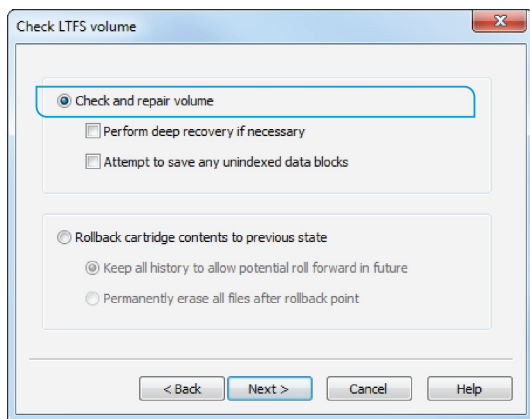 Check LTFS volume
Check and repair volume
Perform deep recovery if necessary
Attempt to save any unindexed data blocks
Rollback cartridge contents to previous state
Keep all history to allow potential roll forward in future
Permanently erase all files after rollback point
< Back Next > Cancel Help